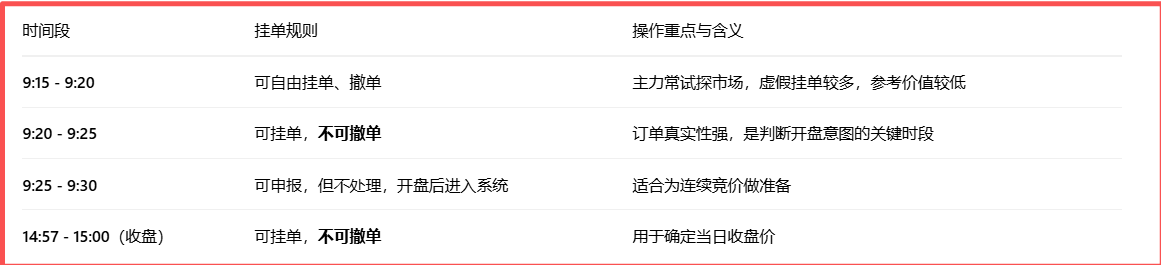 时间段 挂单规则 操作重点与含义
9:15 - 9:20 可自由挂单、撤单 主力常试探市场，虚假挂单较多，参考价值较低
9:20 - 9:25 可挂单，不可撤单 订单真实性强，是判断开盘意图的关键时段
9:25 - 9:30 可申报，但不处理，开盘后进入系统 适合为连续竞价做准备
14:57 - 15:00（收盘） 可挂单，不可撤单 用于确定当日收盘价